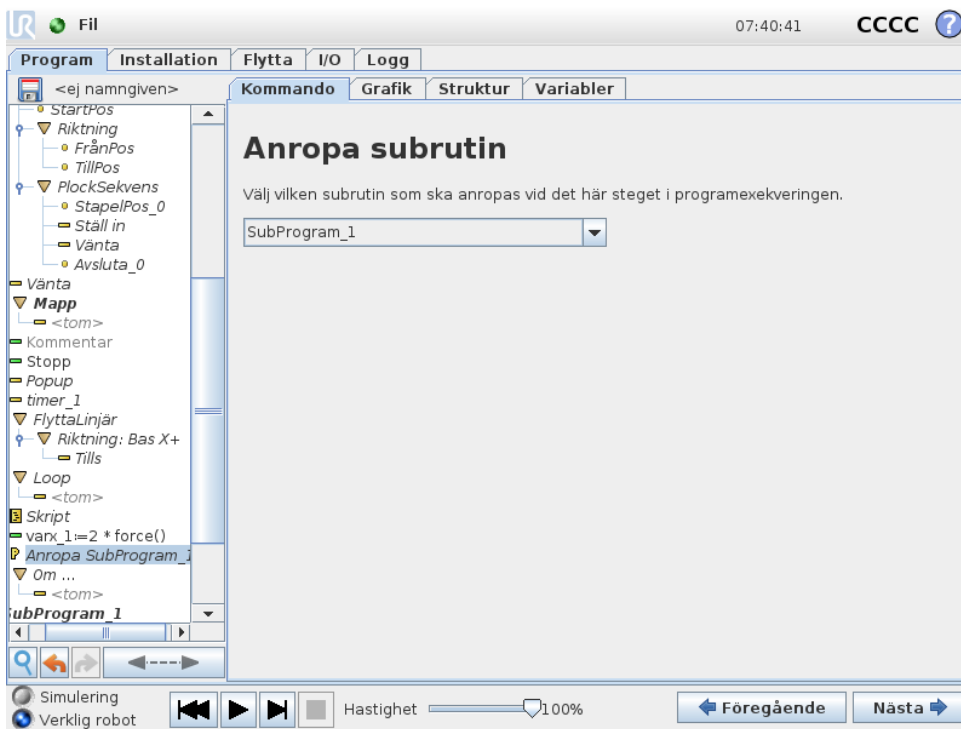 UR Fil 07:40:41 CCCC ?
Program Installation Flytta I/O Logg
<ej namngiven>
Kommando Grafik Struktur Variabler
StartPos
Riktning
FrånPos
TillPos
PlockSekvens
StapelPos_0
Ställ in
Vänta
Avsluta_0
Vänta
Mapp
<tom>
Kommentar
Stopp
Popup
timer_1
FlyttaLinjär
Riktning: Bas X+
Tills
Loop
<tom>
Skript
varx_1:=2 * force()
Anropa SubProgram_1
Om ...
<tom>
SubProgram_1
Anropa subrutin
Välj vilken subrutin som ska anropas vid det här steget i programexekveringen.
SubProgram_1
Simulering
Verklig robot
Hastighet 100%
Föregående Nästa